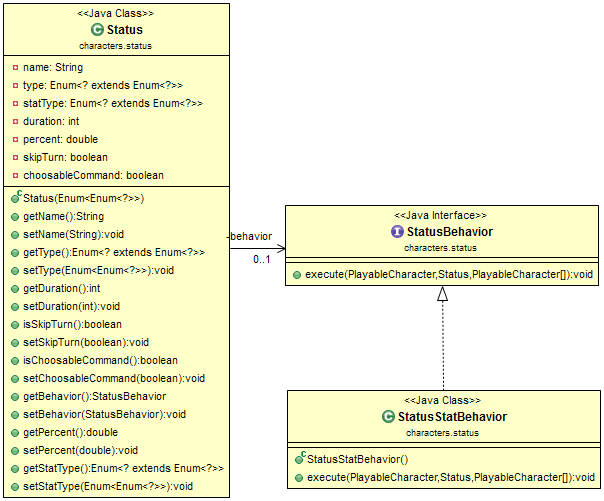 <<Java Class>>
Status
characters.status
name: String
type: Enum<? extends Enum<?>>
statType: Enum<? extends Enum<?>>
duration: int
percent: double
skipTurn: boolean
choosableCommand: boolean
Status(Enum<Enum<?>>)
getName():String
setName(String):void
getType():Enum<? extends Enum<?>>
setType(Enum<Enum<?>>):void
getDuration():int
setDuration(int):void
isSkipTurn():boolean
setSkipTurn(boolean):void
isChoosableCommand():boolean
setChoosableCommand(boolean):void
getBehavior():StatusBehavior
setBehavior(StatusBehavior):void
getPercent():double
setPercent(double):void
getStatType():Enum<? extends Enum<?>>
setStatType(Enum<Enum<?>>):void
-behavior
0..1
<<Java Interface>>
StatusBehavior
characters.status
execute(PlayableCharacter,Status,PlayableCharacter[]):void
<<Java Class>>
StatusStatBehavior
characters.status
StatusStatBehavior()
execute(PlayableCharacter,Status,PlayableCharacter[]):void